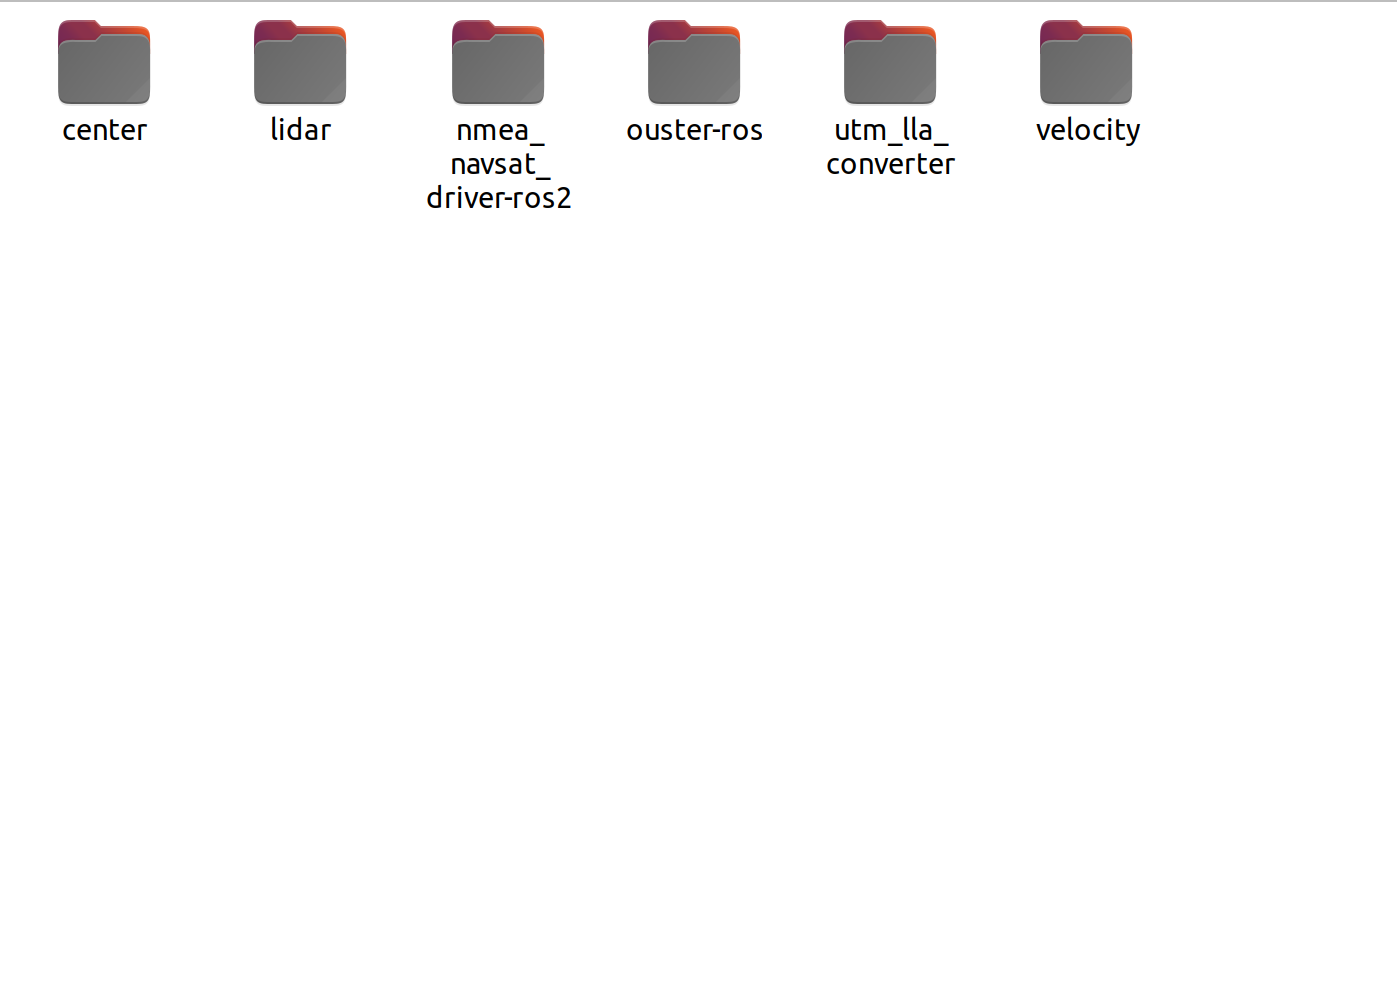 center
lidar
nmea_
navsat_
driver-ros2
ouster-ros
utm_lla_
converter
velocity